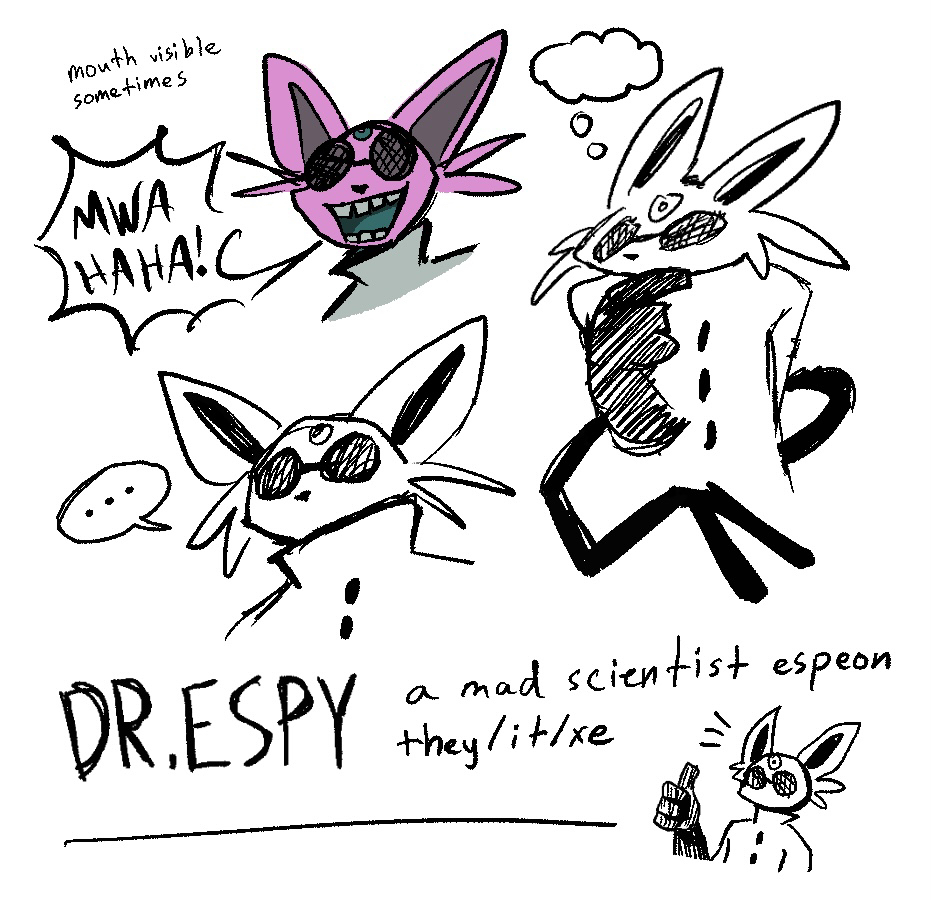 mouth visible
sometimes
MWA
HAHA!
...
DR. ESPY
a mad scientist espeon
they/it/xe